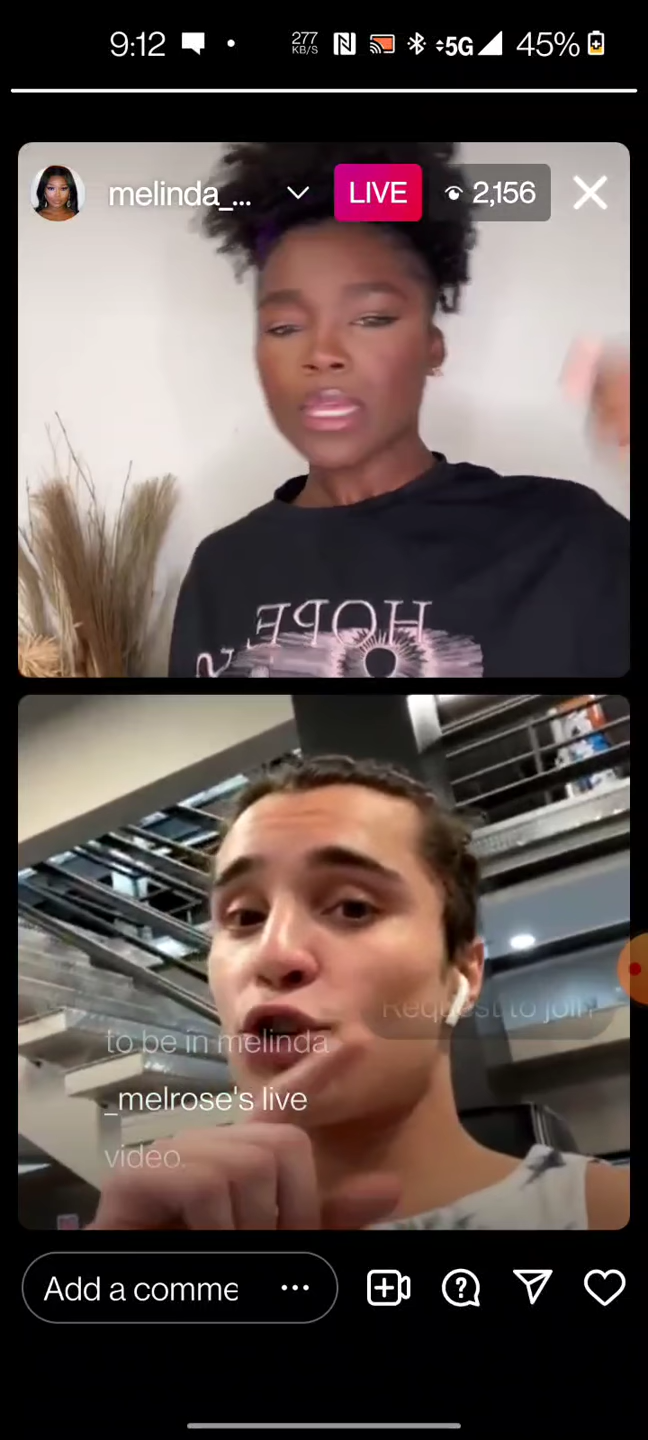 9:12 277 KB/S 5G 45%
melinda_... LIVE 2,156
HOPE
Request to join
to be in melinda
_melrose's live
video.
Add a comme